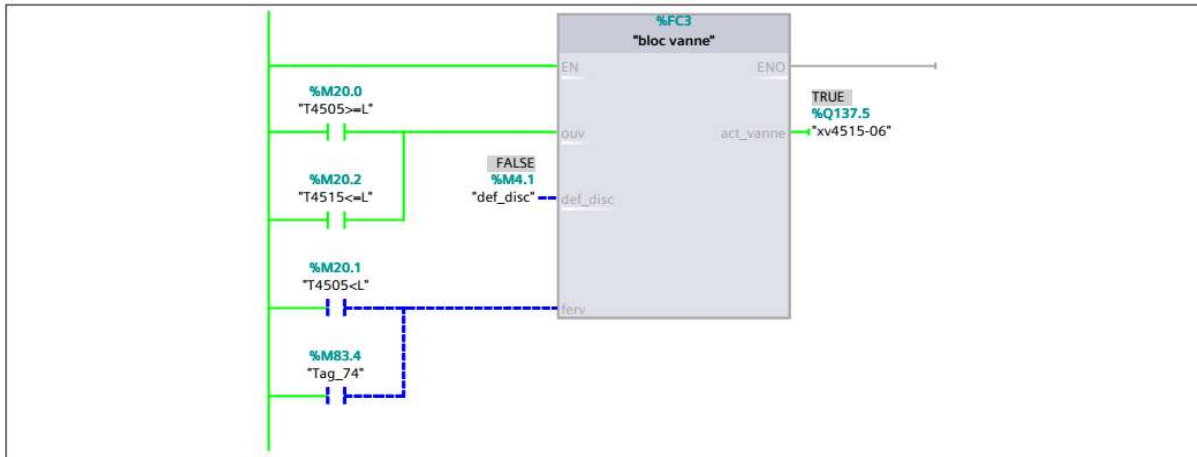 %FC3
"bloc vanne"
EN
ENO
%M20.0
"T4505>=L"
TRUE
%Q137.5
"xv4515-06"
ouv
act_vanne
FALSE
%M4.1
"def_disc"
def_disc
%M20.2
"T4515<=L"
%M20.1
"T4505<L"
ferv
%M83.4
"Tag_74"